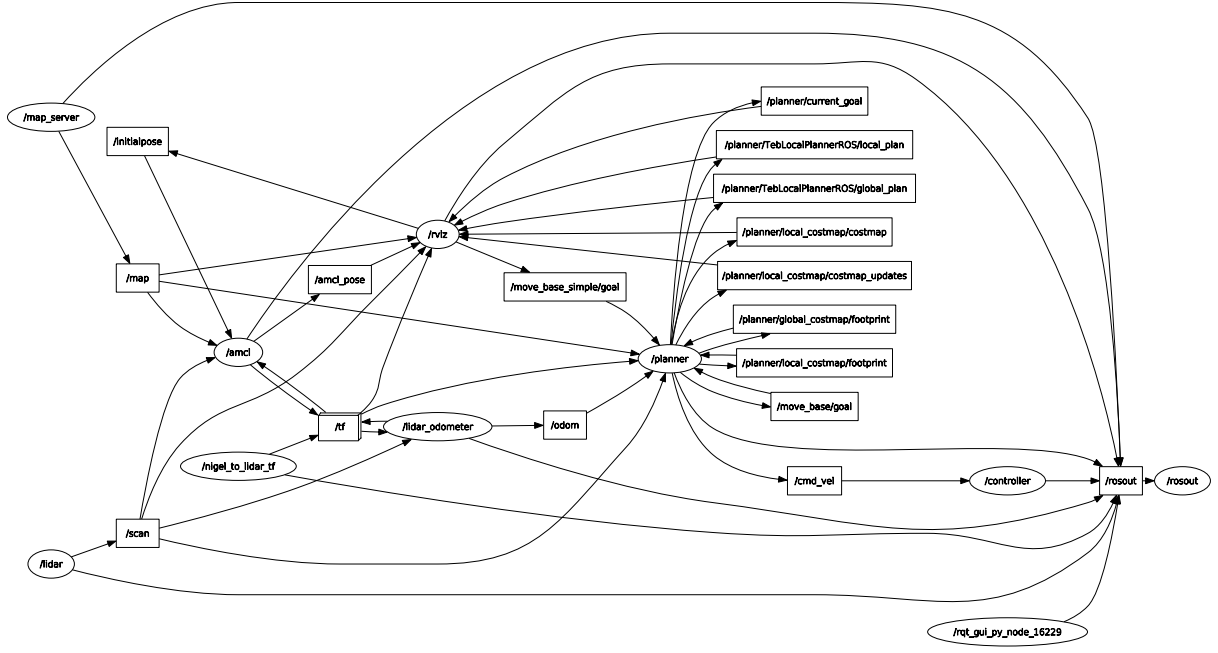 /planner/current_goal
/map_server
/initialpose
/planner/TebLocalPlannerROS/local_plan
/planner/TebLocalPlannerROS/global_plan
/rviz
/planner/local_costmap/costmap
/map
/amcl_pose
/move_base_simple/goal
/planner/local_costmap/costmap_updates
/planner/global_costmap/footprint
/amcl
/planner
/planner/local_costmap/footprint
/move_base/goal
/tf
/lidar_odometer
/odom
/nigel_to_lidar_tf
/cmd_vel
/controller
/rosout
/rosout
/scan
/lidar
/rqt_gui_py_node_16229